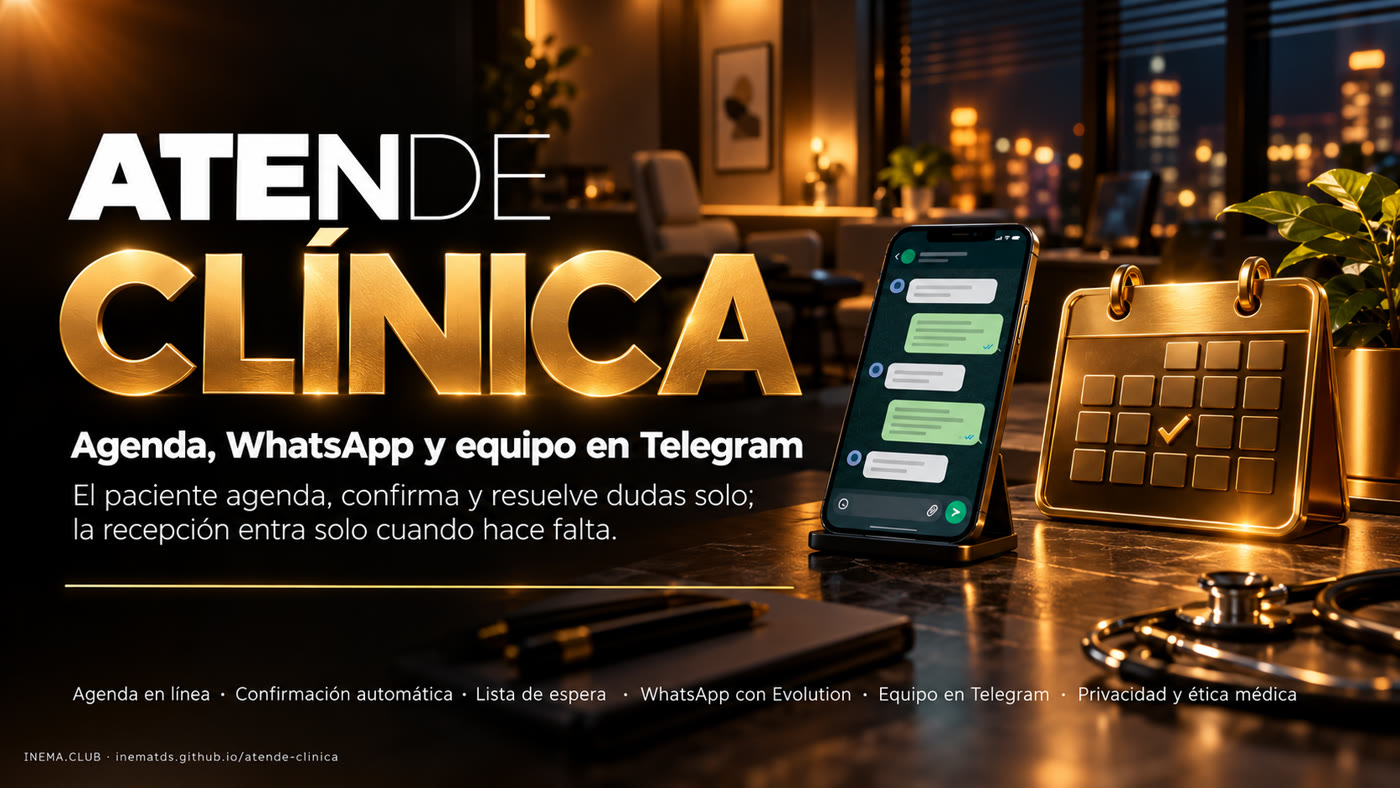 ATENDE
CLÍNICA
Agenda, WhatsApp y equipo en Telegram
El paciente agenda, confirma y resuelve dudas solo;
la recepción entra solo cuando hace falta.
Agenda en línea · Confirmación automática · Lista de espera · WhatsApp con Evolution · Equipo en Telegram · Privacidad y ética médica
INEMA.CLUB · inematds.github.io/atende-clinica